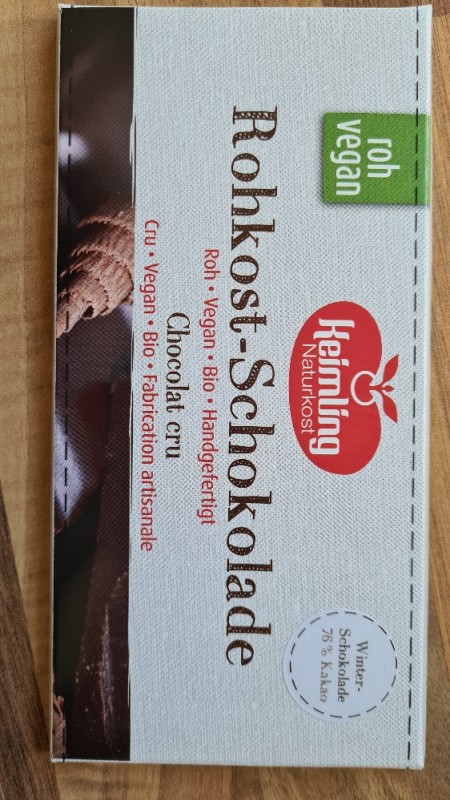 roh
vegan
Keimling
Naturkost
Rohkost-Schokolade
Roh • Vegan • Bio • Handgefertigt
Chocolat cru
Cru • Vegan • Bio • Fabrication artisanale
Winter-
Schokolade
76 % Kakao